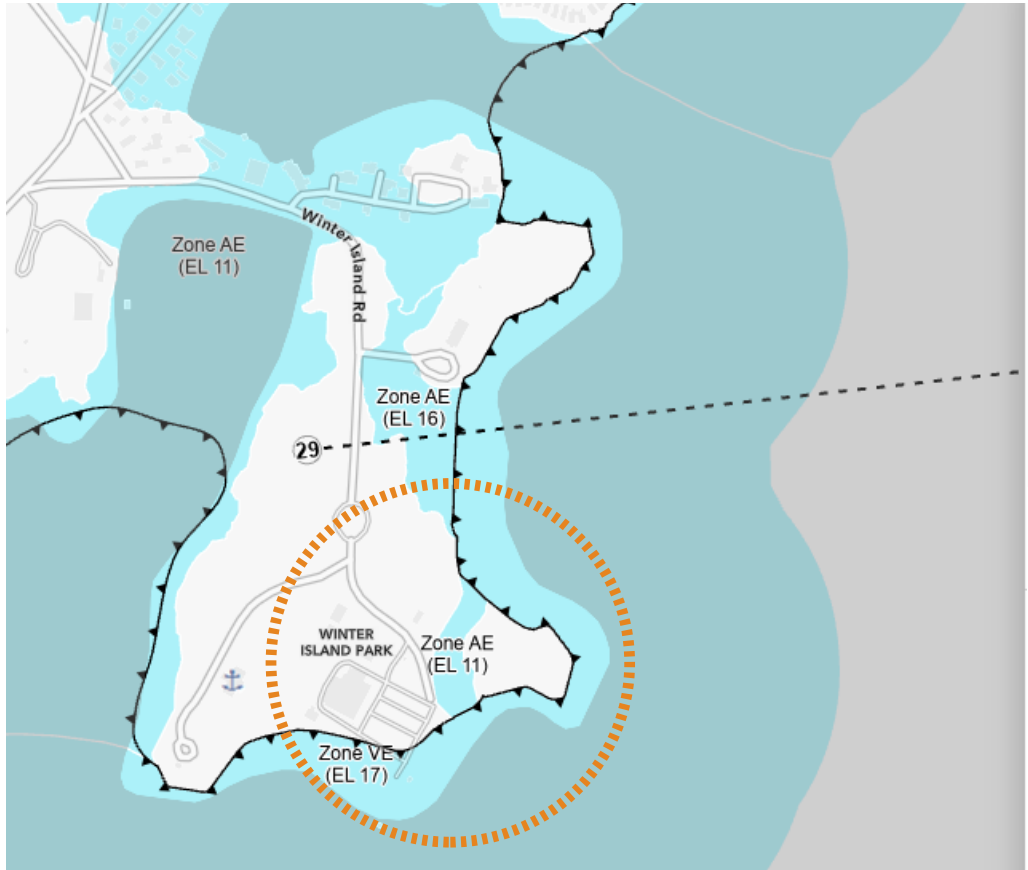 Winter Island Rd
Zone AE
(EL 11)
Zone AE
(EL 16)
29
WINTER
ISLAND PARK
Zone AE
(EL 11)
Zone VE
(EL 17)